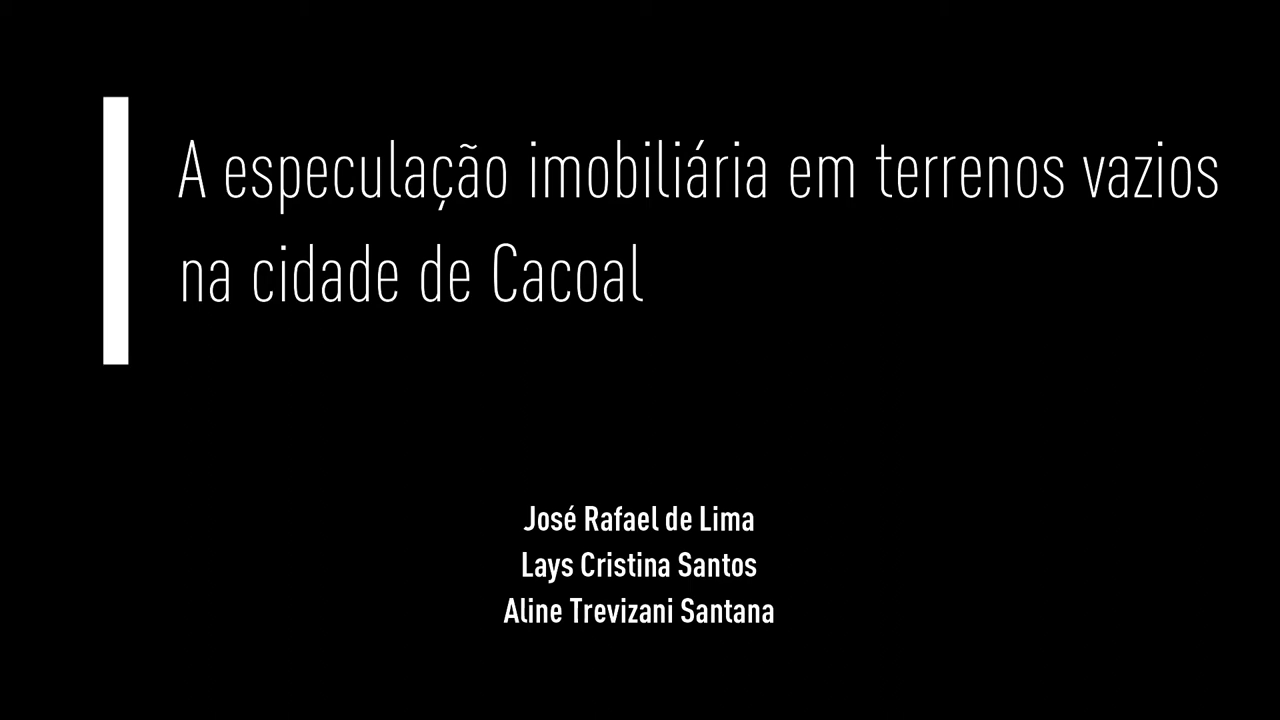 A especulação imobiliária em terrenos vazios
na cidade de Cacoal
José Rafael de Lima
Lays Cristina Santos
Aline Trevizani Santana